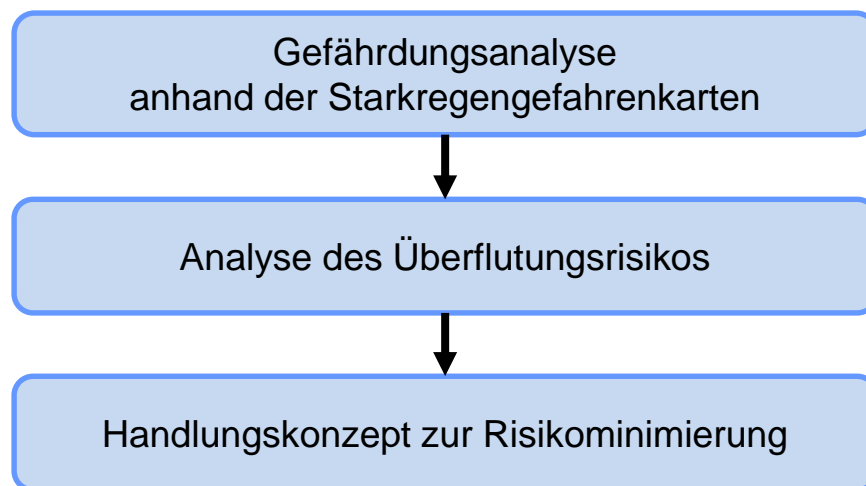 Gefährdungsanalyse
anhand der Starkregengefahrenkarten
Analyse des Überflutungsrisikos
Handlungskonzept zur Risikominimierung